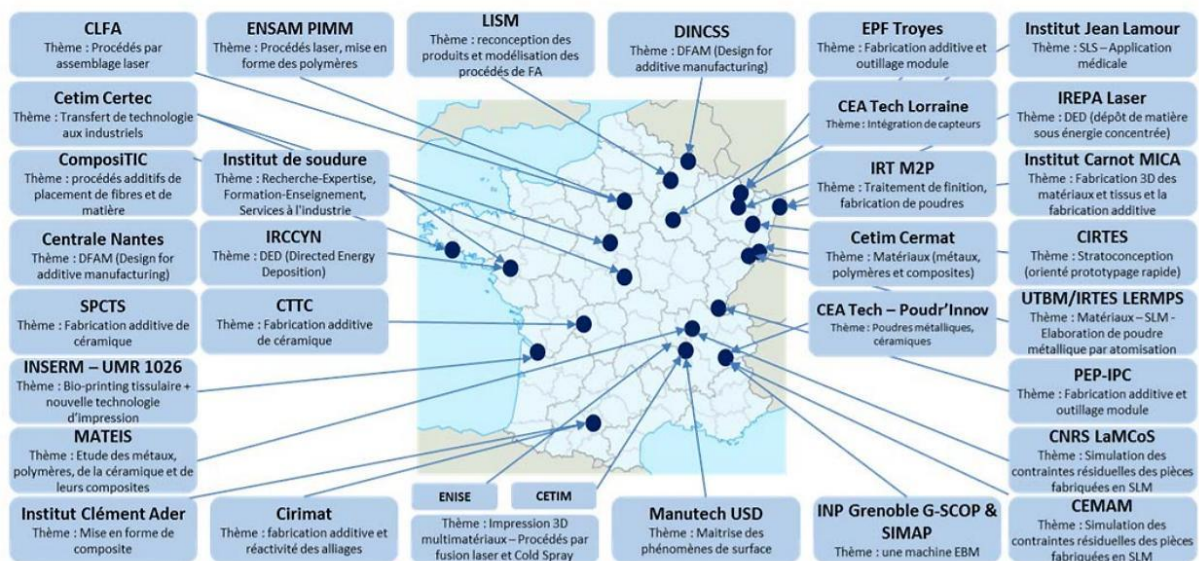 CLFA
Thème : Procédés par
assemblage laser
ENSAM PIMM
Thème : Procédés laser, mise en
forme des polymères
LISM
Thème : reconception des
produits et modélisation des
procédés de FA
DINCSS
Thème : DFAM (Design for
additive manufacturing)
EPF Troyes
Thème : Fabrication additive et
outillage module
Institut Jean Lamour
Thème : SLS – Application
médicale
Cetim Certec
Thème : Transfert de technologie
aux industriels
CEA Tech Lorraine
Thème : Intégration de capteurs
IREPA Laser
Thème : DED (dépôt de matière
sous énergie concentrée)
ComposiTIC
Thème : procédés additifs de
placement de fibres et de
matière
Institut de soudure
Thème : Recherche-Expertise,
Formation-Enseignement,
Services à l'industrie
IRT M2P
Thème : Traitement de finition,
fabrication de poudres
Institut Carnot MICA
Thème : Fabrication 3D des
matériaux et tissus et la
fabrication additive
Centrale Nantes
Thème : DFAM (Design for
additive manufacturing)
IRCCYN
Thème : DED (Directed Energy
Deposition)
Cetim Cermat
Thème : Matériaux (métaux,
polymères et composites)
CIRTES
Thème : Stratoconception
(orienté prototypage rapide)
SPCTS
Thème : Fabrication additive de
céramique
CTTC
Thème : Fabrication additive
de céramique
CEA Tech – Poudr'Innov
Thème : Poudres métalliques,
céramiques
UTBM/IRTES LERMPS
Thème : Matériaux – SLM -
Elaboration de poudre
métallique par atomisation
INSERM – UMR 1026
Thème : Bio-printing tissulaire +
nouvelle technologie
d'impression
PEP-IPC
Thème : Fabrication additive et
outillage module
MATEIS
Thème : Etude des métaux,
polymères, de la céramique et de
leurs composites
CNRS LaMCoS
Thème : Simulation des
contraintes résiduelles des pièces
fabriquées en SLM
Institut Clément Ader
Thème : Mise en forme de
composite
Cirimat
Thème : fabrication additive et
réactivité des alliages
ENISE
CETIM
Thème : Impression 3D
multimatériaux – Procédés par
fusion laser et Cold Spray
Manutech USD
Thème : Maitrise des
phénomènes de surface
INP Grenoble G-SCOP &
SIMAP
Thème : une machine EBM
CEMAM
Thème : Simulation des
contraintes résiduelles des pièces
fabriquées en SLM